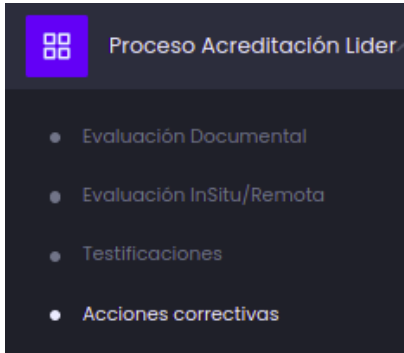 Proceso Acreditación Lider
Evaluación Documental
Evaluación InSitu/Remota
Testificaciones
Acciones correctivas